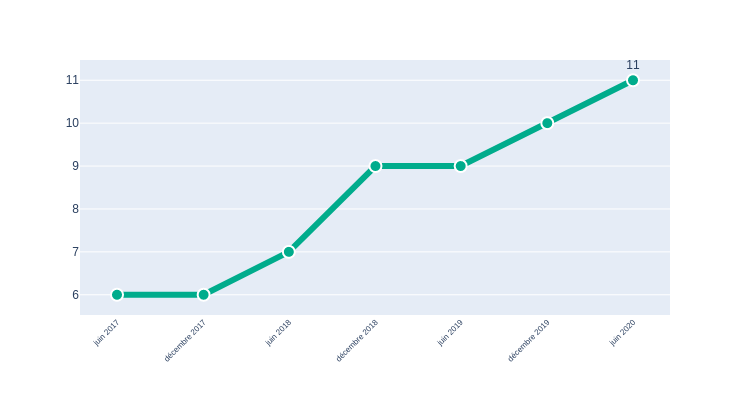 11
11
10
9
8
7
6
juin 2017
décembre 2017
juin 2018
décembre 2018
juin 2019
décembre 2019
juin 2020